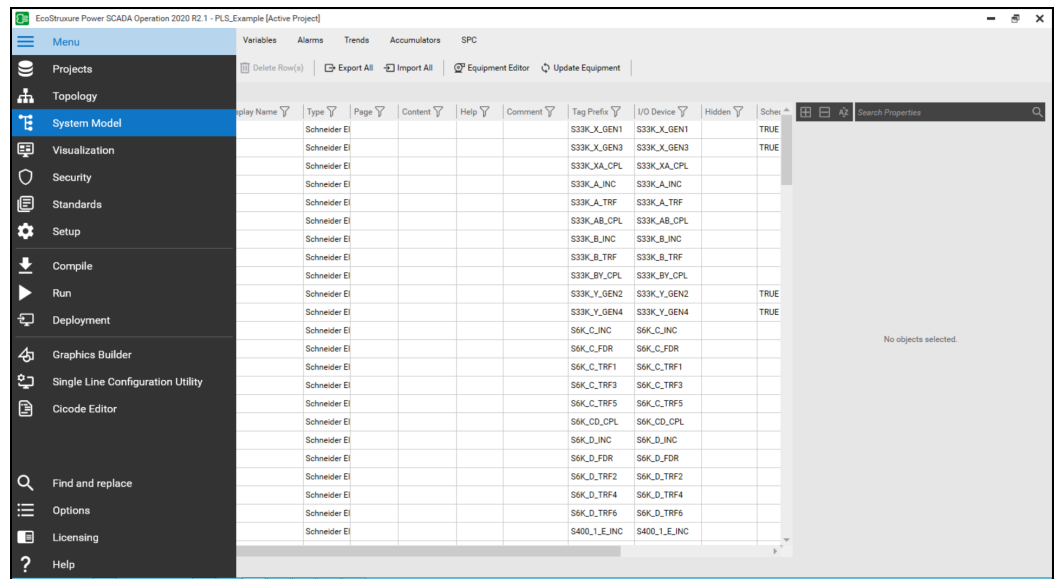 EcoStruxure Power SCADA Operation 2020 R2.1 - PLS_Example [Active Project]
Menu
Variables Alarms Trends Accumulators SPC
Projects
Delete Row(s) Export All Import All Equipment Editor Update Equipment
Topology
System Model
splay Name Type Page Content Help Comment Tag Prefix I/O Device Hidden Sched Search Properties
Schneider El S33K_X_GEN1 S33K_X_GEN1 TRUE
Visualization
Schneider El S33K_X_GEN3 S33K_X_GEN3 TRUE
Schneider El S33K_XA_CPL S33K_XA_CPL
Security
Schneider El S33K_A_INC S33K_A_INC
Standards
Schneider El S33K_A_TRF S33K_A_TRF
Schneider El S33K_AB_CPL S33K_AB_CPL
Setup
Schneider El S33K_B_INC S33K_B_INC
Schneider El S33K_B_TRF S33K_B_TRF
Compile
Schneider El S33K_BY_CPL S33K_BY_CPL
Run
Schneider El S33K_Y_GEN2 S33K_Y_GEN2 TRUE
Schneider El S33K_Y_GEN4 S33K_Y_GEN4 TRUE
Deployment
Schneider El S6K_C_INC S6K_C_INC
No objects selected.
Schneider El S6K_C_FDR S6K_C_FDR
Graphics Builder
Schneider El S6K_C_TRF1 S6K_C_TRF1
Single Line Configuration Utility
Schneider El S6K_C_TRF3 S6K_C_TRF3
Schneider El S6K_C_TRF5 S6K_C_TRF5
Cicode Editor
Schneider El S6K_CD_CPL S6K_CD_CPL
Schneider El S6K_D_INC S6K_D_INC
Schneider El S6K_D_FDR S6K_D_FDR
Schneider El S6K_D_TRF2 S6K_D_TRF2
Find and replace
Schneider El S6K_D_TRF4 S6K_D_TRF4
Options
Schneider El S6K_D_TRF6 S6K_D_TRF6
Schneider El S400_1_E_INC S400_1_E_INC
Licensing
Help